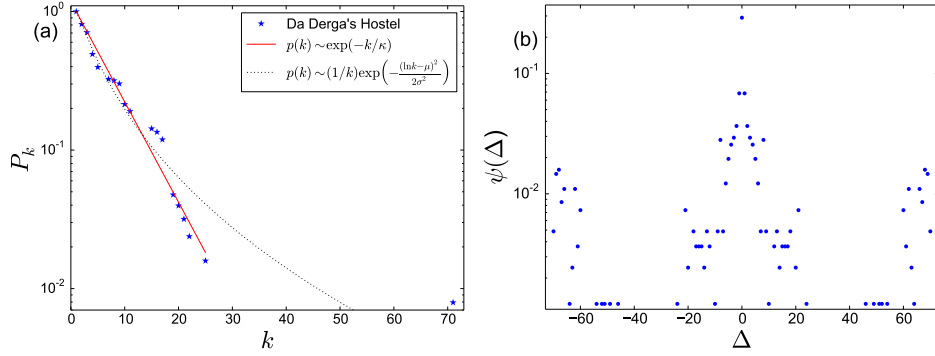 (a)
Da Derga's Hostel
p(k) ∼ exp(−k/κ)
p(k) ∼ (1/k)exp(−(lnk−μ)²/2σ²)
10⁰
10⁻¹
10⁻²
P_k
0 10 20 30 40 50 60 70
k
(b)
10⁻¹
10⁻²
ψ(Δ)
−60 −40 −20 0 20 40 60
Δ